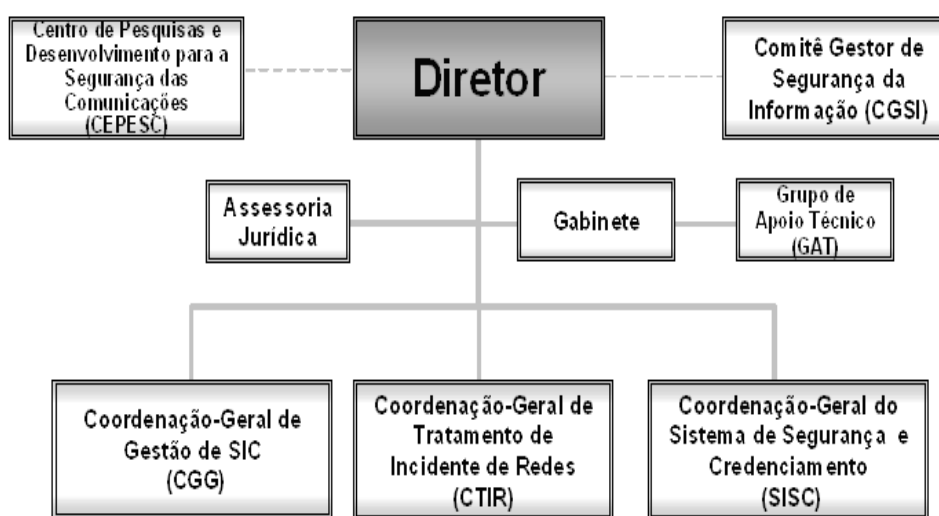 Centro de Pesquisas e
Desenvolvimento para a
Segurança das
Comunicações
(CEPESC)
Diretor
Comitê Gestor de
Segurança da
Informação (CGSI)
Assessoria
Jurídica
Gabinete
Grupo de
Apoio Técnico
(GAT)
Coordenação-Geral de
Gestão de SIC
(CGG)
Coordenação-Geral de
Tratamento de
Incidente de Redes
(CTIR)
Coordenação-Geral do
Sistema de Segurança e
Credenciamento
(SISC)